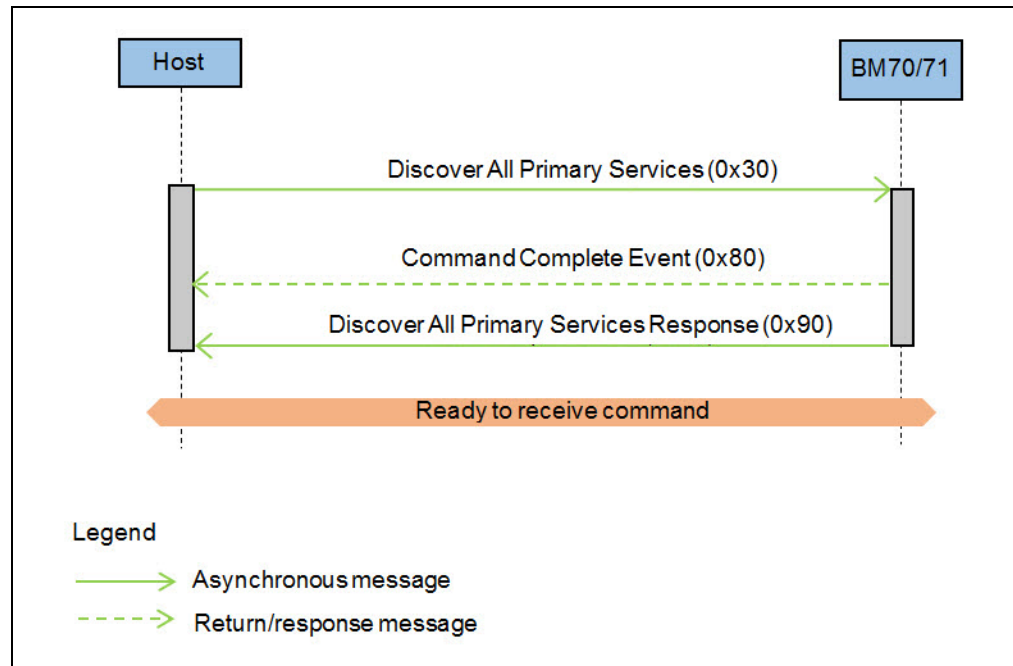 Host
BM70/71
Discover All Primary Services (0x30)
Command Complete Event (0x80)
Discover All Primary Services Response (0x90)
Ready to receive command
Legend
Asynchronous message
Return/response message